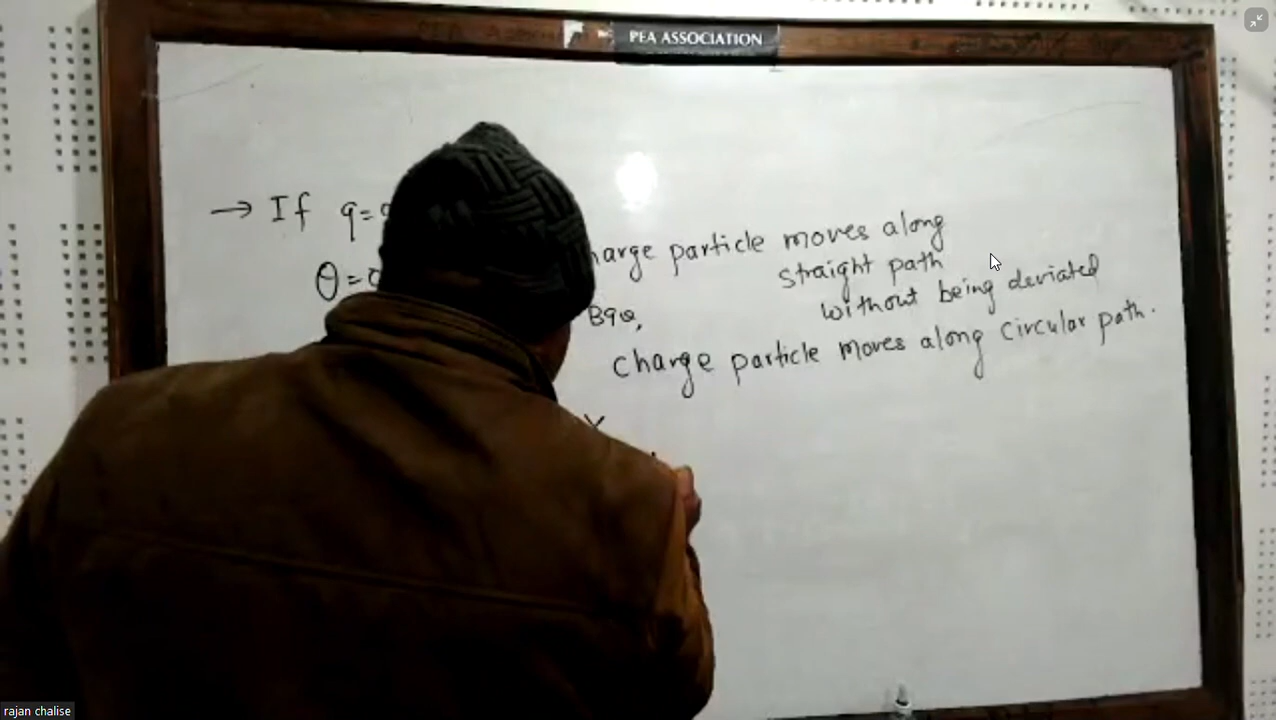 PEA ASSOCIATION
→ If q=
harge particle moves along
straight path
θ=
without being deviated
Bqv,
charge particle moves along circular path.
rajan chalise